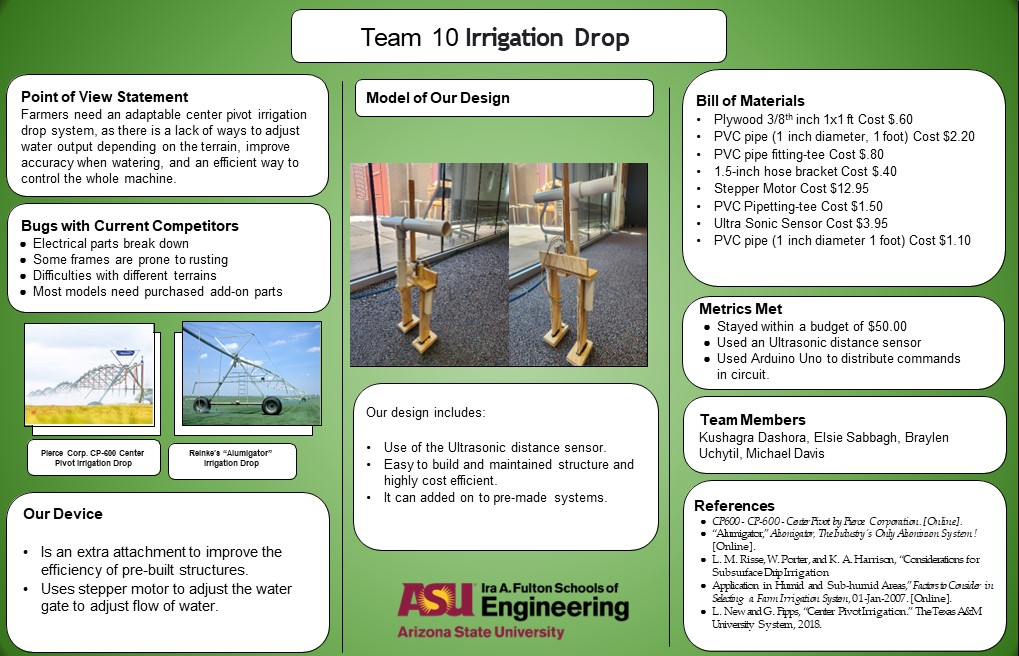 Team 10 Irrigation Drop
Point of View Statement
Farmers need an adaptable center pivot irrigation
drop system, as there is a lack of ways to adjust
water output depending on the terrain, improve
accuracy when watering, and an efficient way to
control the whole machine.
Bugs with Current Competitors
● Electrical parts break down
● Some frames are prone to rusting
● Difficulties with different terrains
● Most models need purchased add-on parts
Pierce Corp. CP-600 Center
Pivot Irrigation Drop
Reinke's “Alumigator”
Irrigation Drop
Our Device
• Is an extra attachment to improve the
efficiency of pre-built structures.
• Uses stepper motor to adjust the water
gate to adjust flow of water.
Model of Our Design
Our design includes:
• Use of the Ultrasonic distance sensor.
• Easy to build and maintained structure and
highly cost efficient.
• It can added on to pre-made systems.
ASU Ira A. Fulton Schools of
Engineering
Arizona State University
Bill of Materials
• Plywood 3/8th inch 1x1 ft Cost $.60
• PVC pipe (1 inch diameter, 1 foot) Cost $2.20
• PVC pipe fitting-tee Cost $.80
• 1.5-inch hose bracket Cost $.40
• Stepper Motor Cost $12.95
• PVC Pipetting-tee Cost $1.50
• Ultra Sonic Sensor Cost $3.95
• PVC pipe (1 inch diameter 1 foot) Cost $1.10
Metrics Met
● Stayed within a budget of $50.00
● Used an Ultrasonic distance sensor
● Used Arduino Uno to distribute commands
in circuit.
Team Members
Kushagra Dashora, Elsie Sabbagh, Braylen
Uchytil, Michael Davis
References
● CP600 - CP-600 - Center Pivot by Pierce Corporation. [Online].
● “Alumigator,” Alumigator, The Industry's Only Aluminum System!
[Online].
● L. M. Risse, W. Porter, and K. A. Harrison, “Considerations for
Subsurface Drip Irrigation
● Application in Humid and Sub-humid Areas,” Factors to Consider in
Selecting a Farm Irrigation System, 01-Jan-2007. [Online].
● L. New and G. Fipps, “Center Pivot Irrigation.” The Texas A&M
University System, 2018.